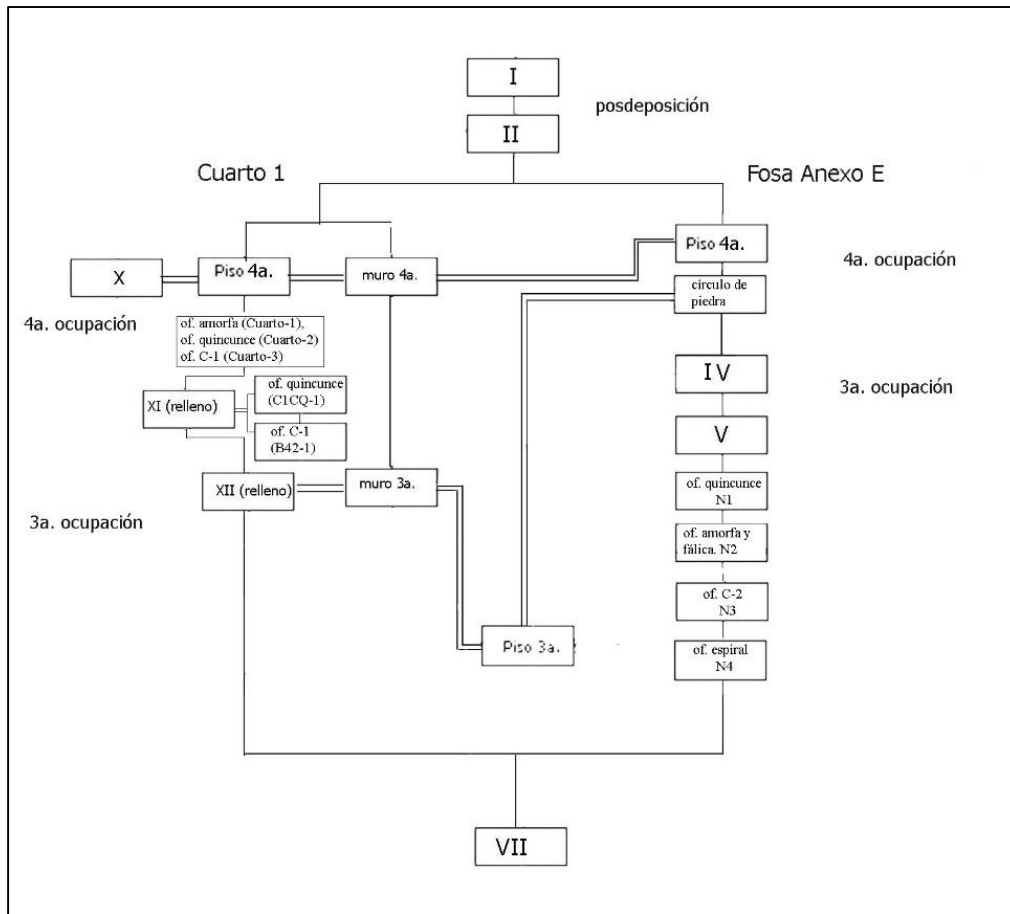 I
posdeposición
II
Cuarto 1
Fosa Anexo E
Piso 4a.
X
Piso 4a.
muro 4a.
4a. ocupación
círculo de
piedra
4a. ocupación
of. amorfa (Cuarto-1),
of. quincunce (Cuarto-2)
of. C-1 (Cuarto-3)
IV
3a. ocupación
of. quincunce
(C1CQ-1)
XI (relleno)
V
of. C-1
(B42-1)
XII (relleno)
muro 3a.
of. quincunce
N1
3a. ocupación
of. amorfa y
fálica. N2
of. C-2
N3
Piso 3a.
of. espiral
N4
VII